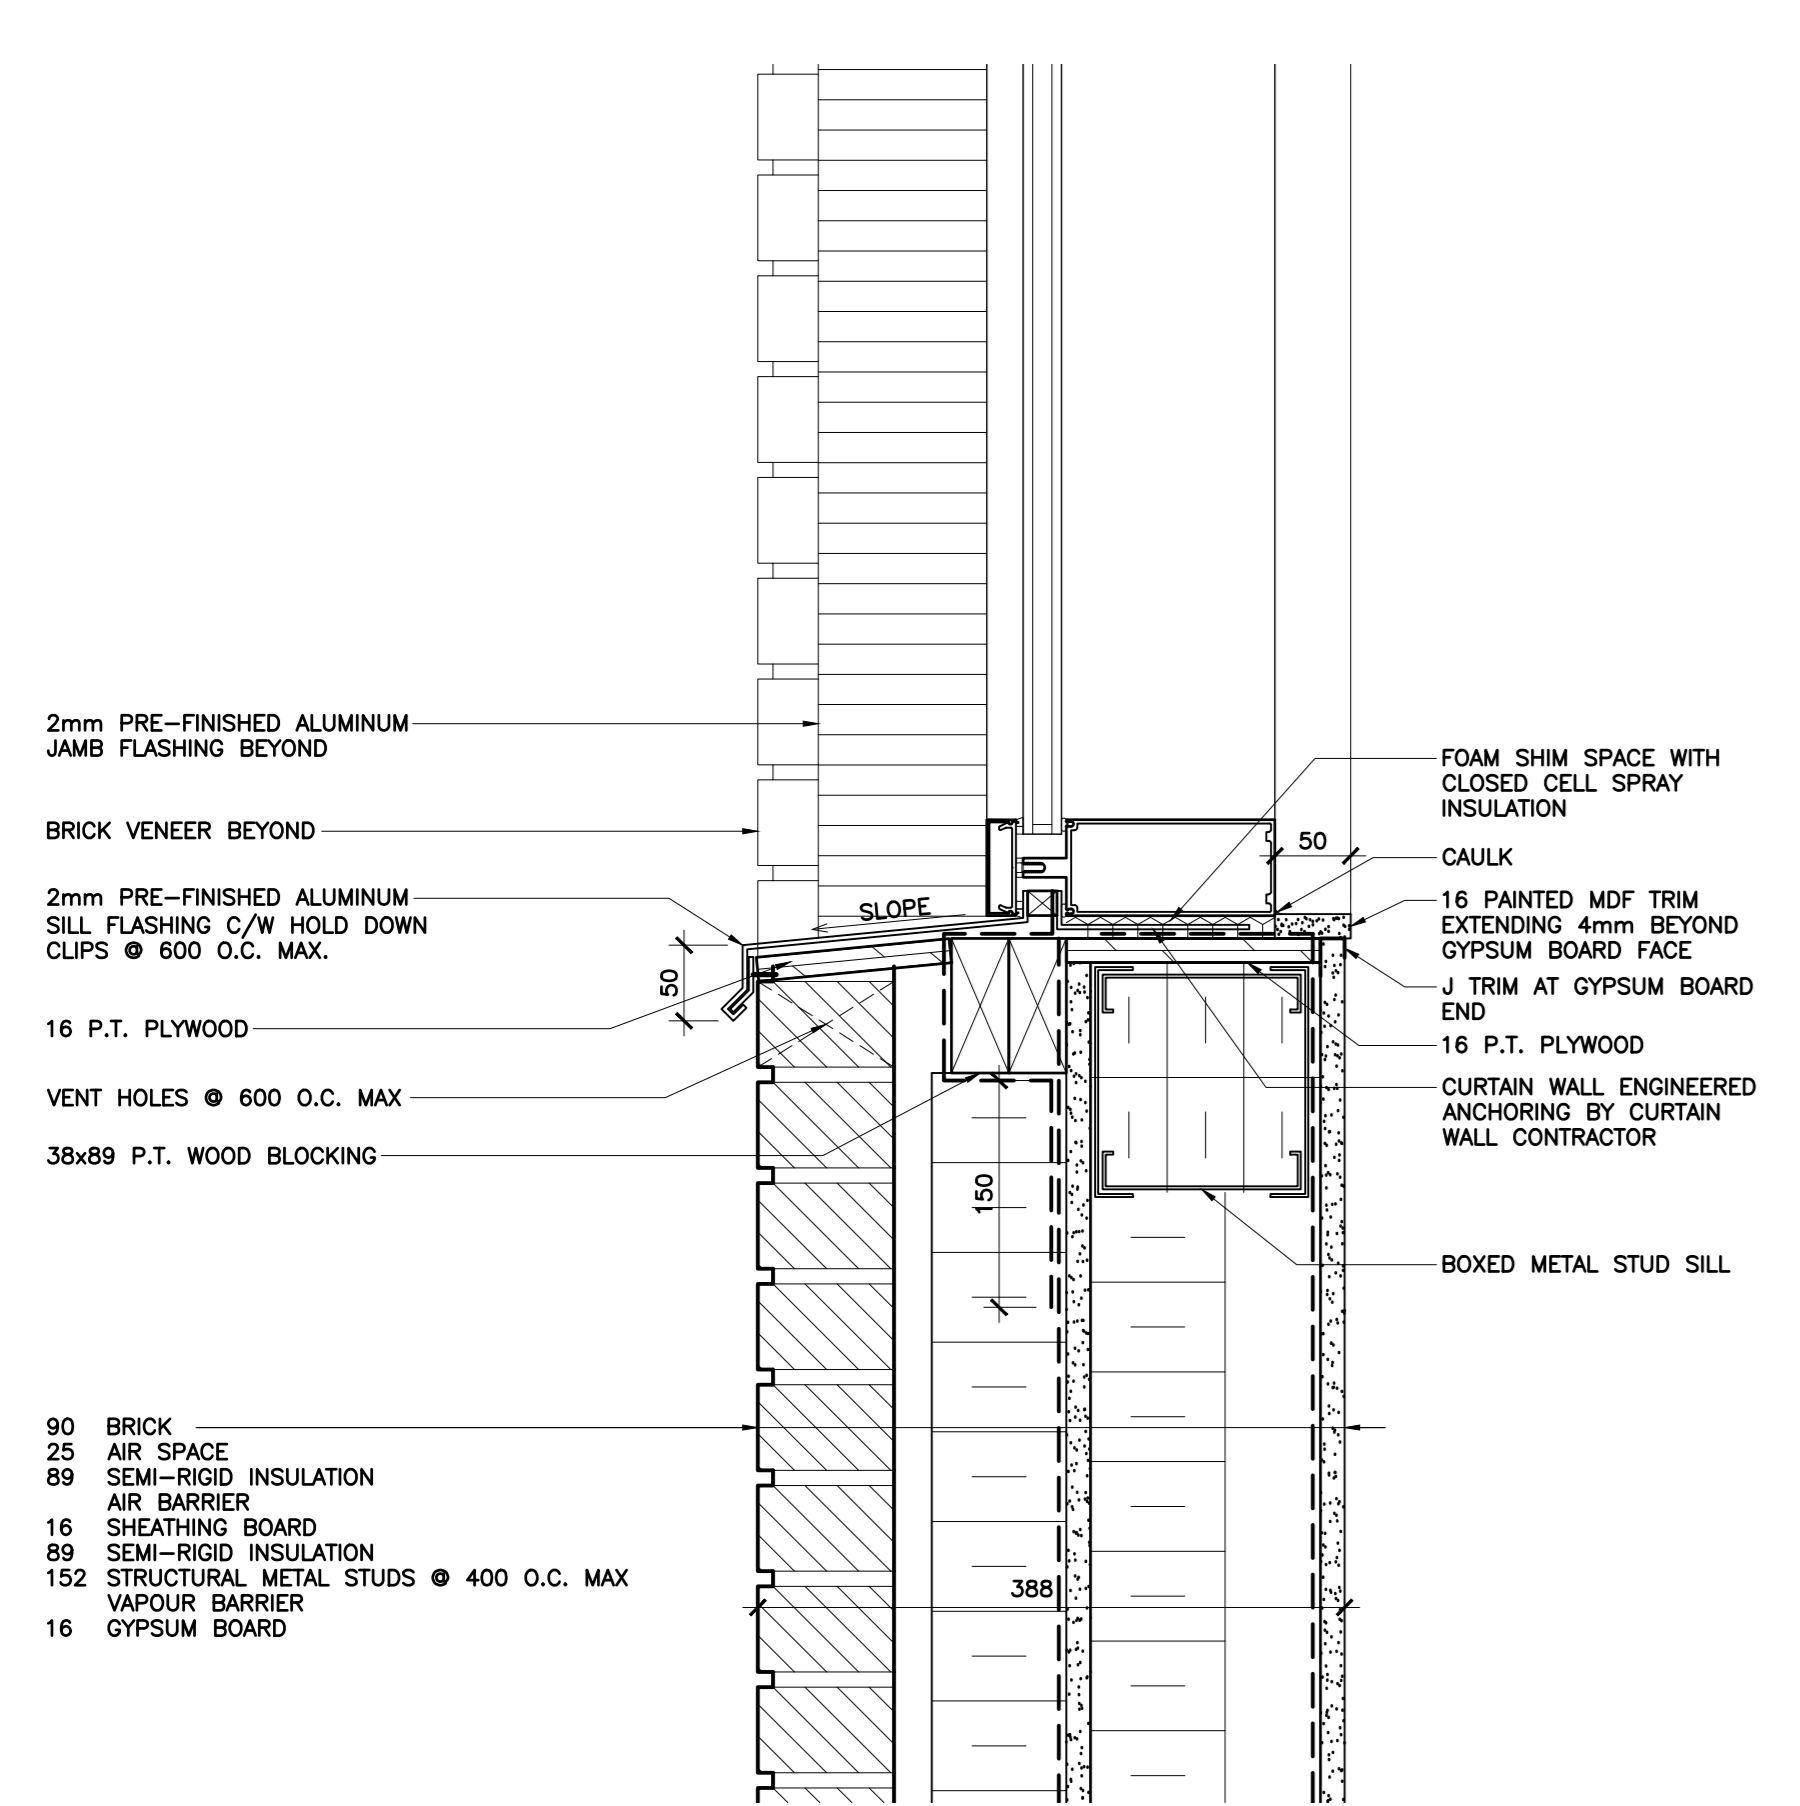 2mm PRE-FINISHED ALUMINUM
JAMB FLASHING BEYOND
BRICK VENEER BEYOND
2mm PRE-FINISHED ALUMINUM
SILL FLASHING C/W HOLD DOWN
CLIPS @ 600 O.C. MAX.
16 P.T. PLYWOOD
VENT HOLES @ 600 O.C. MAX
38x89 P.T. WOOD BLOCKING
90 BRICK
25 AIR SPACE
89 SEMI-RIGID INSULATION
AIR BARRIER
16 SHEATHING BOARD
89 SEMI-RIGID INSULATION
152 STRUCTURAL METAL STUDS @ 400 O.C. MAX
VAPOUR BARRIER
16 GYPSUM BOARD
SLOPE
50
150
388
50
FOAM SHIM SPACE WITH
CLOSED CELL SPRAY
INSULATION
CAULK
16 PAINTED MDF TRIM
EXTENDING 4mm BEYOND
GYPSUM BOARD FACE
J TRIM AT GYPSUM BOARD
END
16 P.T. PLYWOOD
CURTAIN WALL ENGINEERED
ANCHORING BY CURTAIN
WALL CONTRACTOR
BOXED METAL STUD SILL